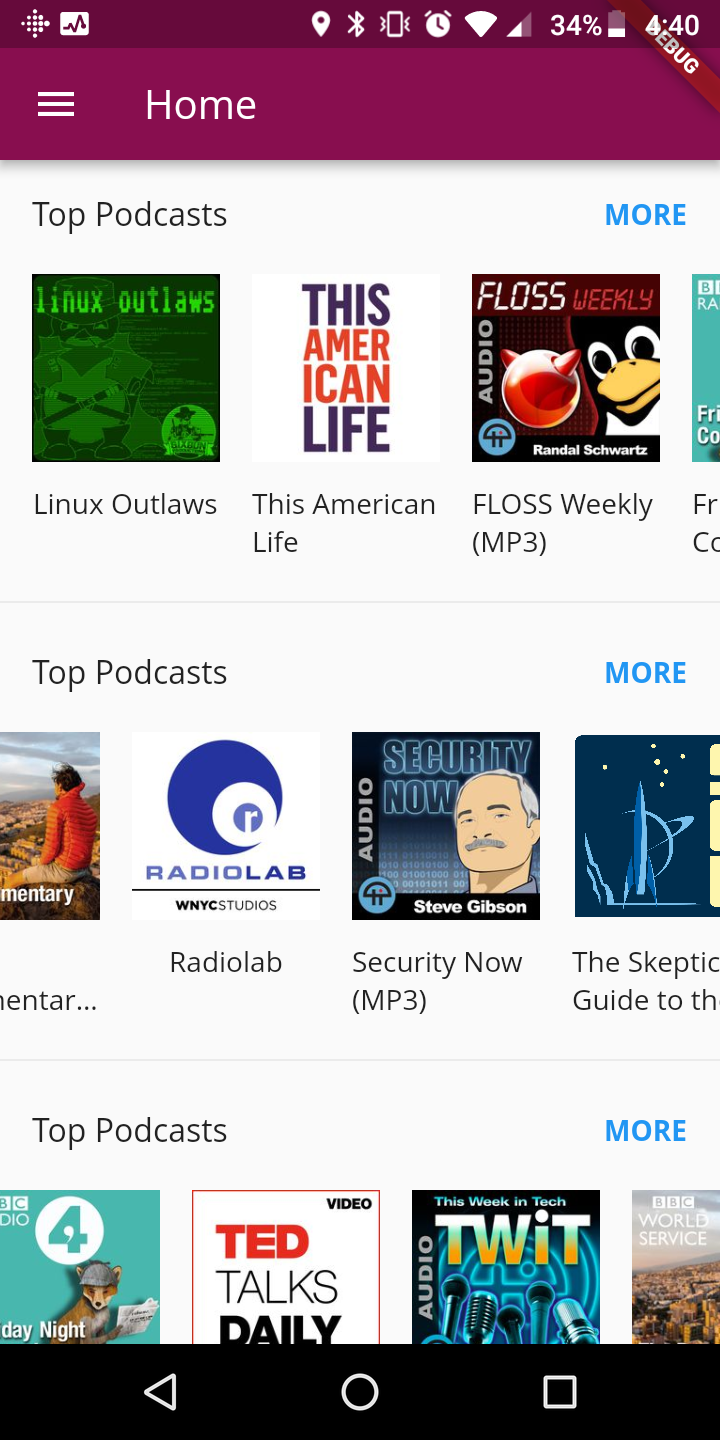 34%
4:40
DEBUG
Home
Top Podcasts
MORE
linux outlaws
THIS
AMER
ICAN
LIFE
FLOSS WEEKLY
AUDIO
Randal Schwartz
BB
RA
Fri
Co
Linux Outlaws
This American
Life
FLOSS Weekly
(MP3)
Fr
Co
Top Podcasts
MORE
mentary
RADIOLAB
WNYCSTUDIOS
SECURITY
NOW
AUDIO
Steve Gibson
nentar...
Radiolab
Security Now
(MP3)
The Skeptic
Guide to th
Top Podcasts
MORE
BBC
DIO
4
day Night
VIDEO
TED
TALKS
DAILY
This Week in Tech
TWiT
AUDIO
BBC
WORLD
SERVICE